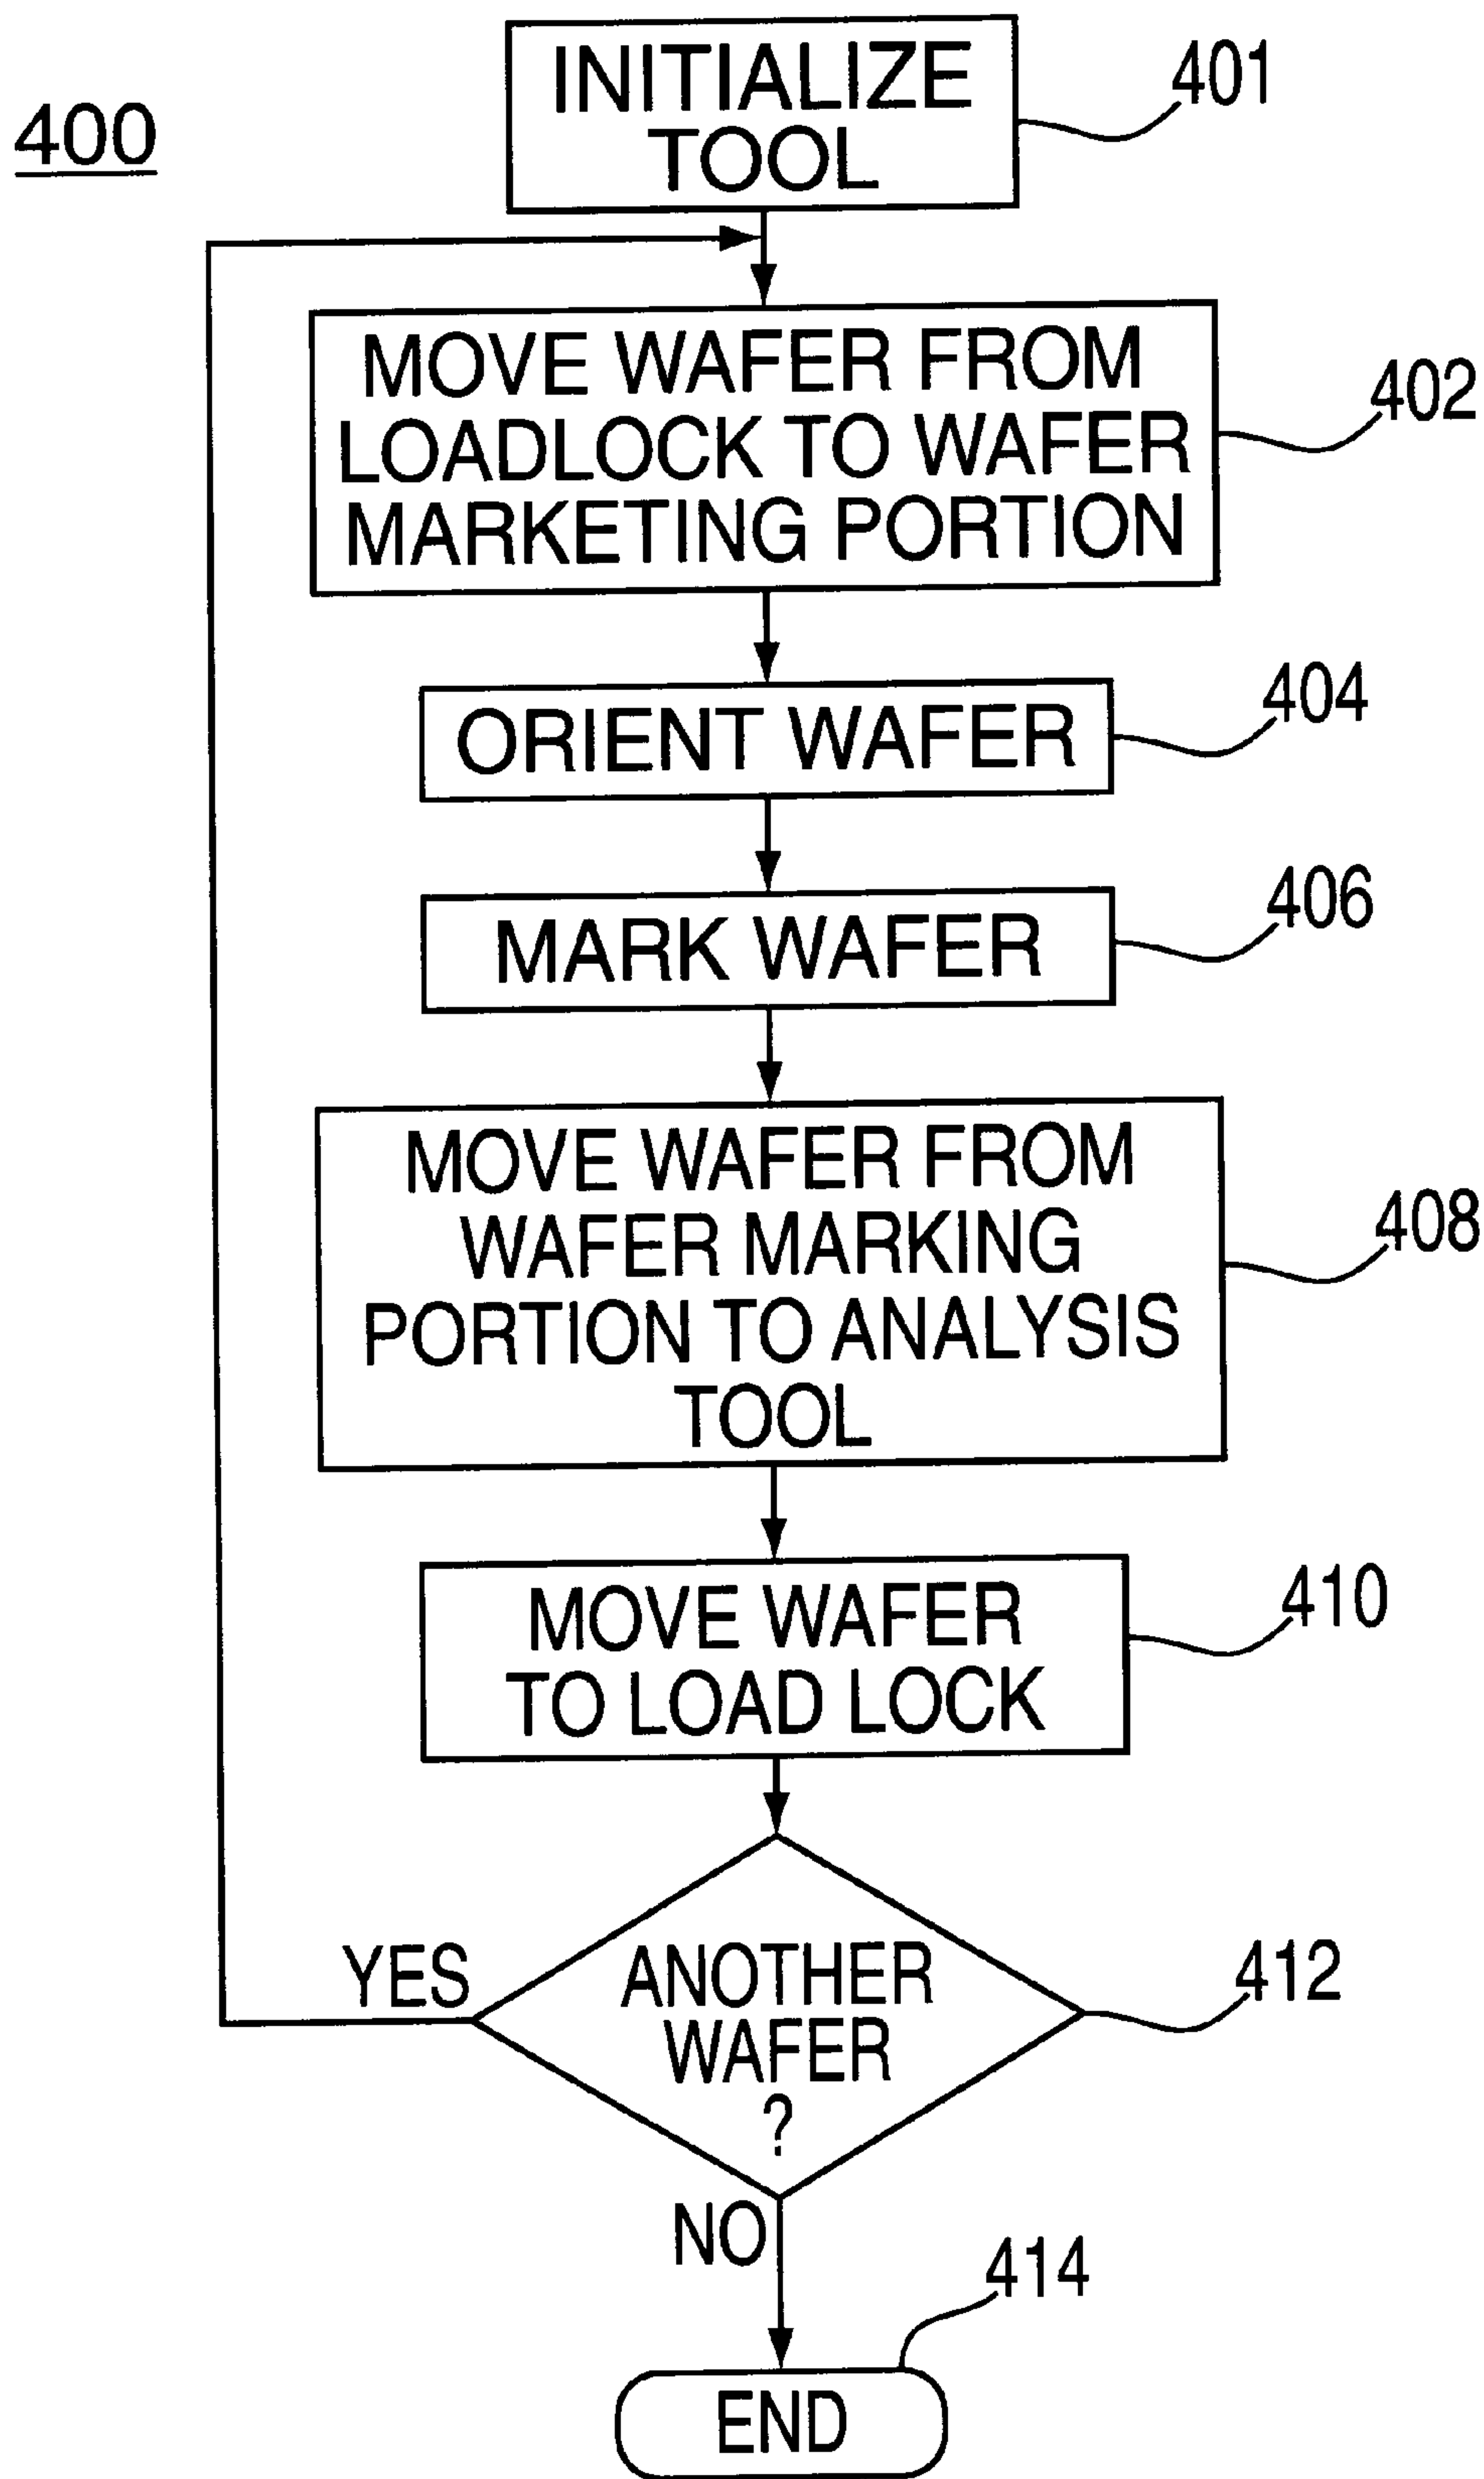 400
INITIALIZE
TOOL
401
MOVE WAFER FROM
LOADLOCK TO WAFER
MARKETING PORTION
402
ORIENT WAFER
404
MARK WAFER
406
MOVE WAFER FROM
WAFER MARKING
PORTION TO ANALYSIS
TOOL
408
MOVE WAFER
TO LOAD LOCK
410
YES
ANOTHER
WAFER
?
412
NO
414
END